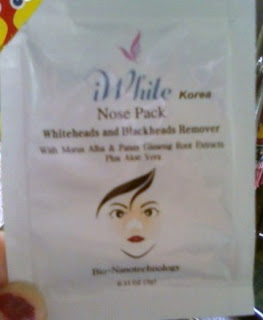 iWhite Korea
Nose Pack
Whiteheads and Blackheads Remover
With Morus Alba & Panax Ginseng Root Extracts
Plus Aloe Vera
Bio-Nanotechnology